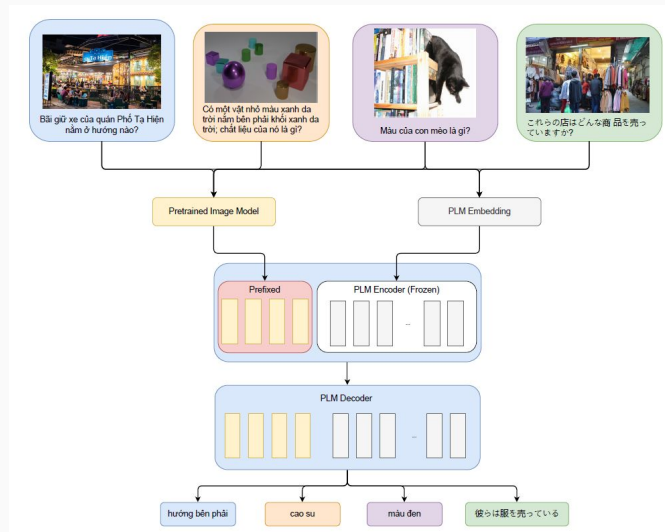 Tạ Hiện
Bãi giữ xe của quán Phố Tạ Hiện
nằm ở hướng nào?
Có một vật nhỏ màu xanh da
trời nằm bên phải khối xanh da
trời; chất liệu của nó là gì?
Màu của con mèo là gì?
これらの店はどんな商 品を売っ
ていますか?
Pretrained Image Model
PLM Embedding
Prefixed
PLM Encoder (Frozen)
...
PLM Decoder
...
hướng bên phải
cao su
màu đen
彼らは服を売っている